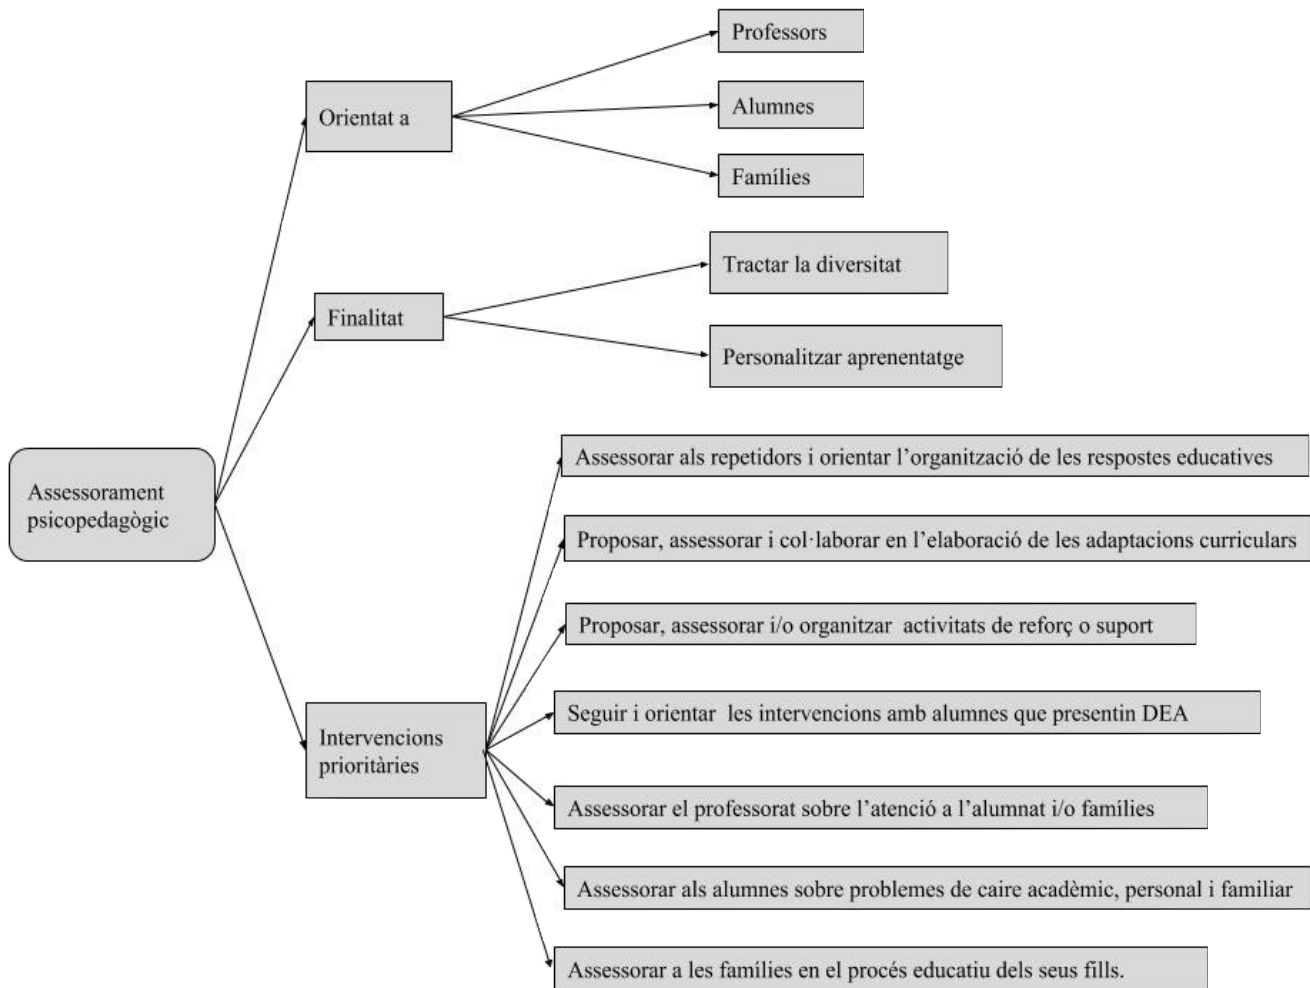 Professors
Orientat a
Alumnes
Famílies
Tractar la diversitat
Finalitat
Personalitzar aprenentatge
Assessorament
psicopedagògic
Assessorar als repetidors i orientar l’organització de les respostes educatives
Proposar, assessorar i col·laborar en l’elaboració de les adaptacions curriculars
Proposar, assessorar i/o organitzar activitats de reforç o suport
Seguir i orientar les intervencions amb alumnes que presentin DEA
Intervencions
prioritàries
Assessorar el professorat sobre l’atenció a l’alumnat i/o famílies
Assessorar als alumnes sobre problemes de caire acadèmic, personal i familiar
Assessorar a les famílies en el procés educatiu dels seus fills.